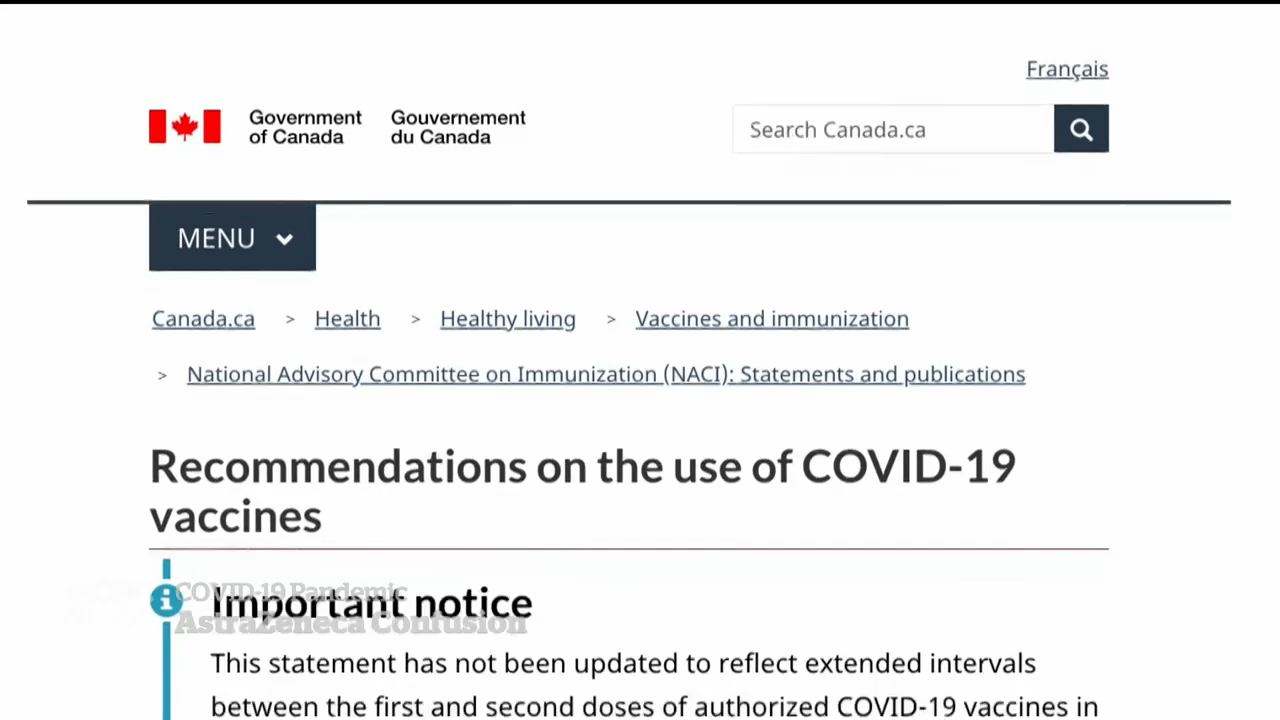 Français
Government of Canada
Gouvernement du Canada
Search Canada.ca
MENU
Canada.ca > Health > Healthy living > Vaccines and immunization
> National Advisory Committee on Immunization (NACI): Statements and publications
Recommendations on the use of COVID-19
vaccines
COVID-19 Pandemic
Important notice
AstraZeneca Confusion
This statement has not been updated to reflect extended intervals
between the first and second doses of authorized COVID-19 vaccines in